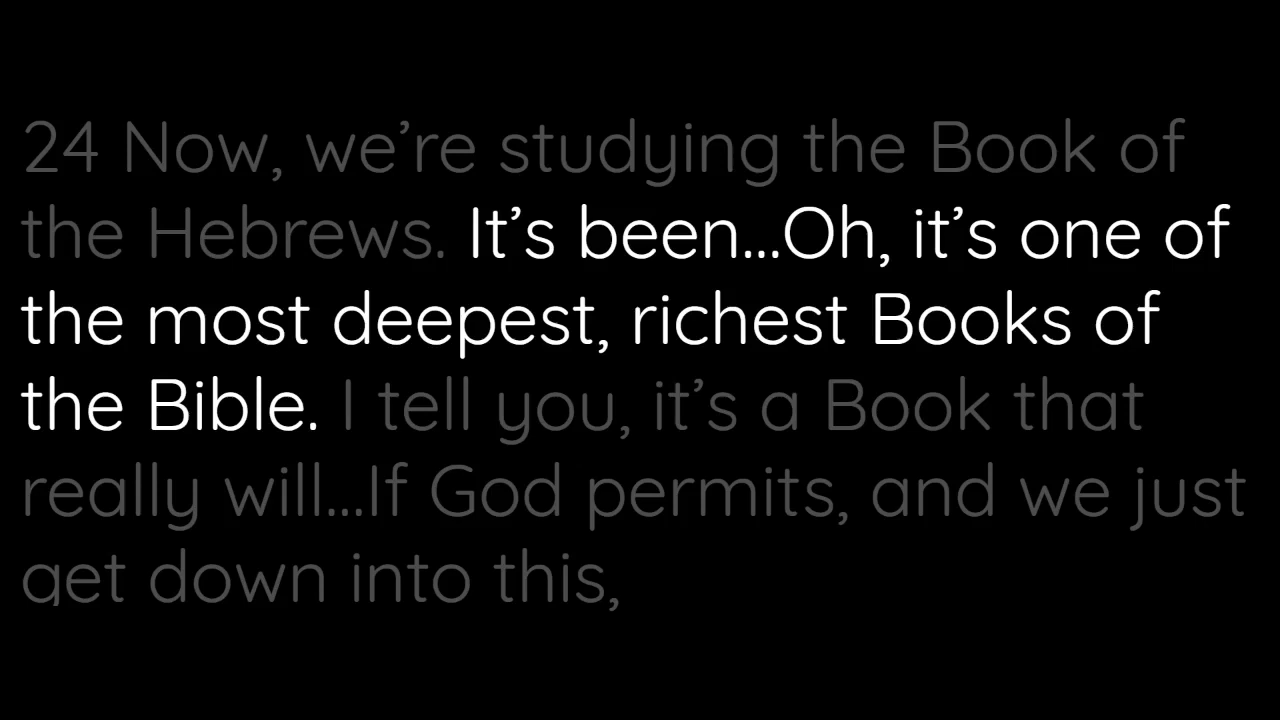 24 Now, we’re studying the Book of
the Hebrews. It’s been...Oh, it’s one of
the most deepest, richest Books of
the Bible. I tell you, it’s a Book that
really will...If God permits, and we just
get down into this,